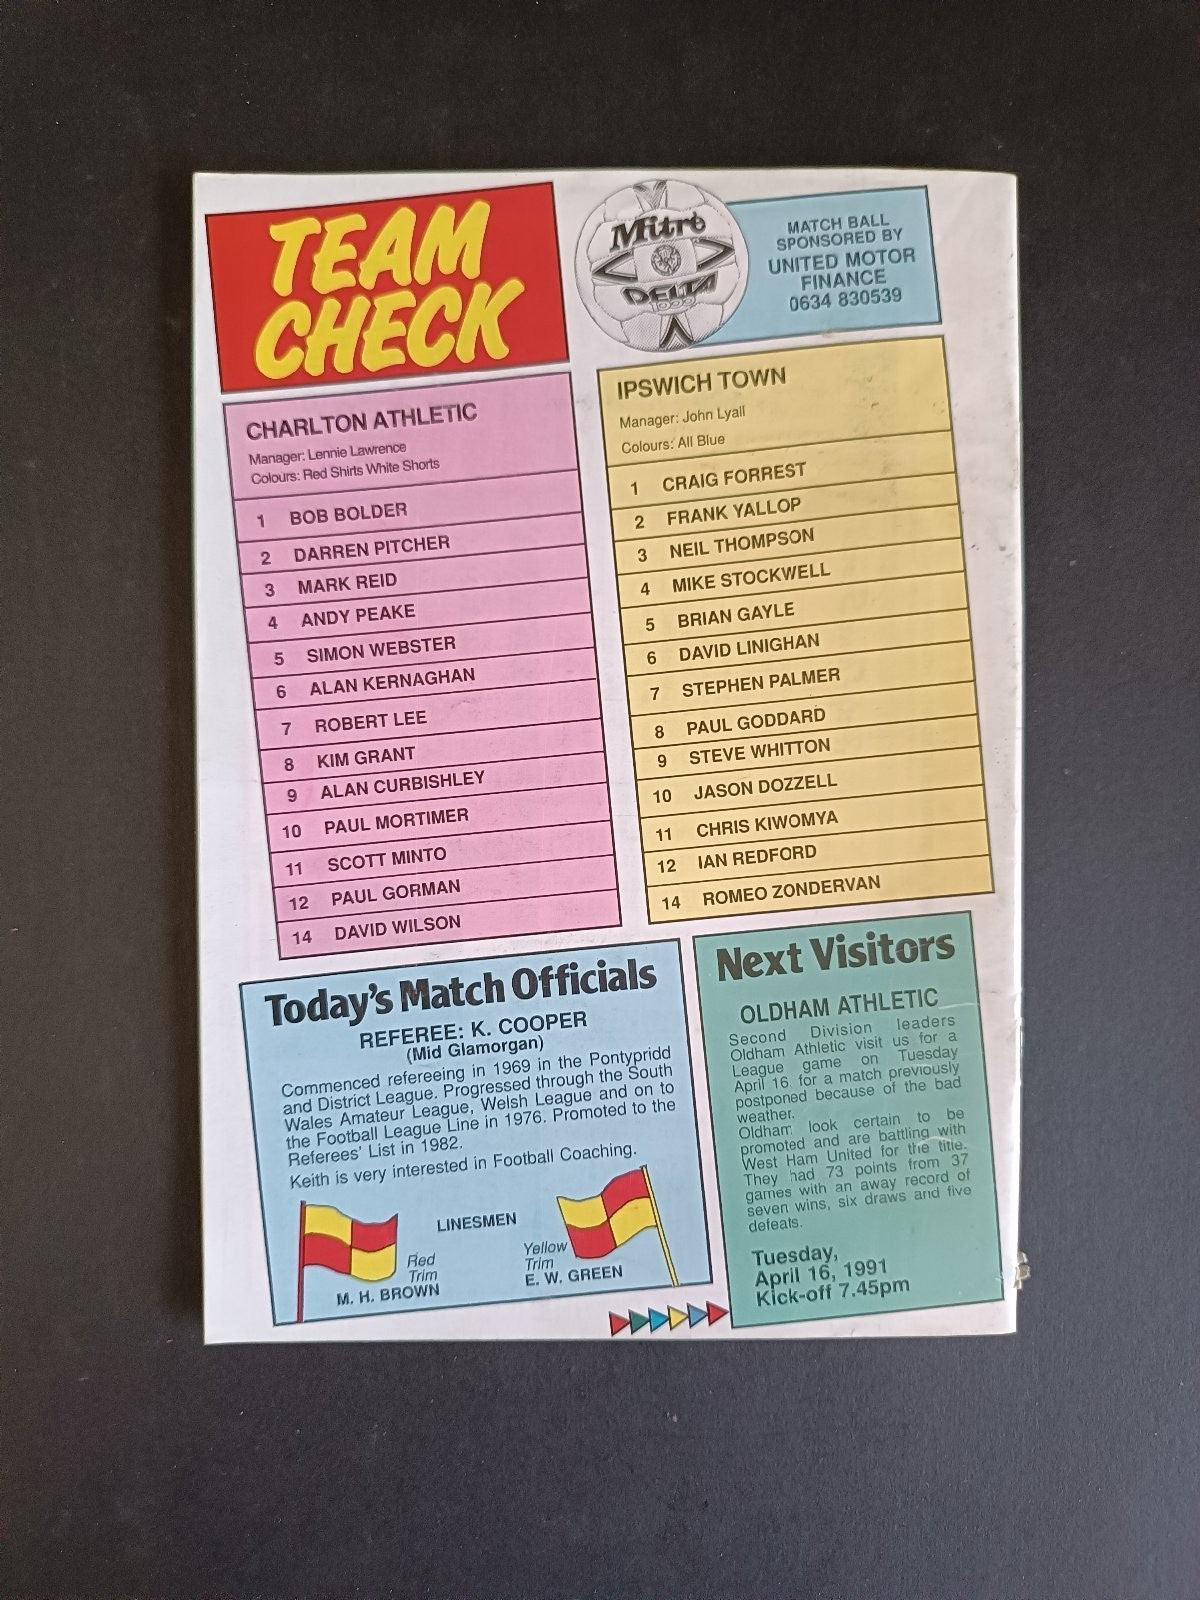 TEAM
CHECK
Mitre
DELTA
1000
MATCH BALL
SPONSORED BY
UNITED MOTOR
FINANCE
0634 830539
CHARLTON ATHLETIC
Manager: Lennie Lawrence
Colours: Red Shirts White Shorts
1 BOB BOLDER
2 DARREN PITCHER
3 MARK REID
4 ANDY PEAKE
5 SIMON WEBSTER
6 ALAN KERNAGHAN
7 ROBERT LEE
8 KIM GRANT
9 ALAN CURBISHLEY
10 PAUL MORTIMER
11 SCOTT MINTO
12 PAUL GORMAN
14 DAVID WILSON
IPSWICH TOWN
Manager: John Lyall
Colours: All Blue
1 CRAIG FORREST
2 FRANK YALLOP
3 NEIL THOMPSON
4 MIKE STOCKWELL
5 BRIAN GAYLE
6 DAVID LINIGHAN
7 STEPHEN PALMER
8 PAUL GODDARD
9 STEVE WHITTON
10 JASON DOZZELL
11 CHRIS KIWOMYA
12 IAN REDFORD
14 ROMEO ZONDERVAN
Today's Match Officials
REFEREE: K. COOPER
(Mid Glamorgan)
Commenced refereeing in 1969 in the Pontypridd
and District League. Progressed through the South
Wales Amateur League, Welsh League and on to
the Football League Line in 1976. Promoted to the
Referees' List in 1982.
Keith is very interested in Football Coaching.
LINESMEN
Red
Trim
M. H. BROWN
Yellow
Trim
E. W. GREEN
Next Visitors
OLDHAM ATHLETIC
Second Division leaders
Oldham Athletic visit us for a
League game on Tuesday
April 16 for a match previously
postponed because of the bad
weather.
Oldham look certain to be
promoted and are battling with
West Ham United for the title.
They had 73 points from 37
games with an away record of
seven wins, six draws and five
defeats.
Tuesday,
April 16, 1991
Kick-off 7.45pm